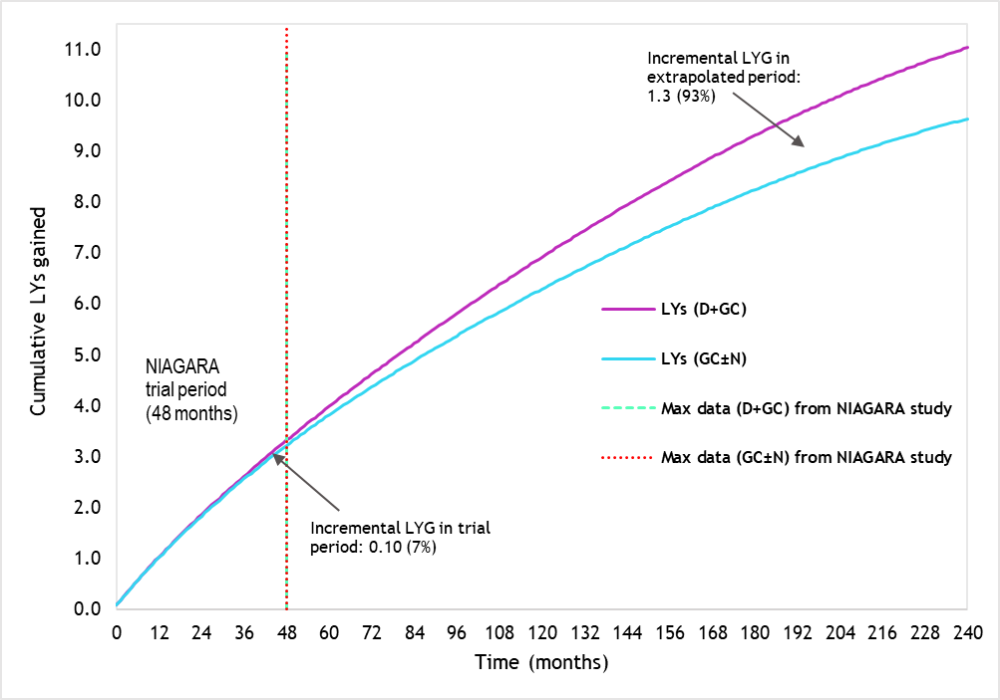 11.0
10.0
9.0
8.0
7.0
6.0
5.0
4.0
3.0
2.0
1.0
0.0
Cumulative LYs gained
Incremental LYG in
extrapolated period:
1.3 (93%)
NIAGARA
trial period
(48 months)
LYs (D+GC)
LYs (GC±N)
Max data (D+GC) from NIAGARA study
Max data (GC±N) from NIAGARA study
Incremental LYG in trial
period: 0.10 (7%)
0 12 24 36 48 60 72 84 96 108 120 132 144 156 168 180 192 204 216 228 240
Time (months)